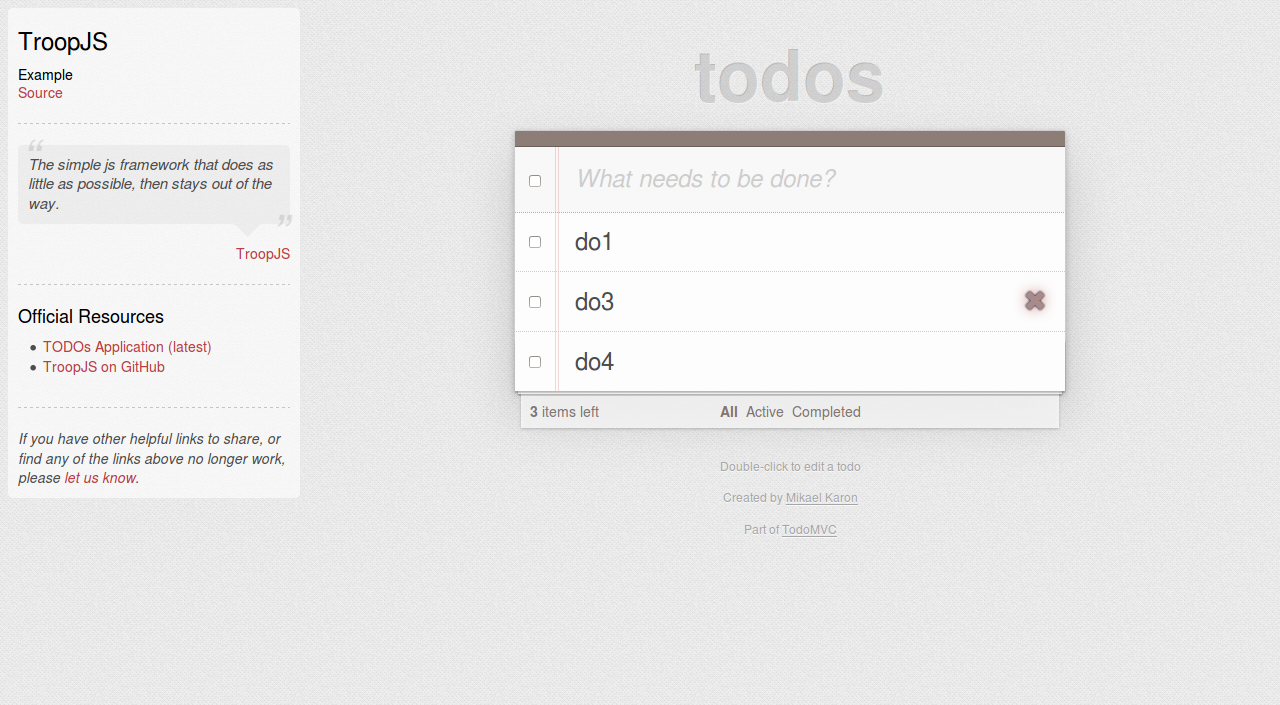 TroopJS
Example
Source
“
The simple js framework that does as
little as possible, then stays out of the
way.
”
TroopJS
Official Resources
TODOs Application (latest)
TroopJS on GitHub
If you have other helpful links to share, or
find any of the links above no longer work,
please let us know.
todos
What needs to be done?
do1
do3
do4
3 items left All Active Completed
Double-click to edit a todo
Created by Mikael Karon
Part of TodoMVC